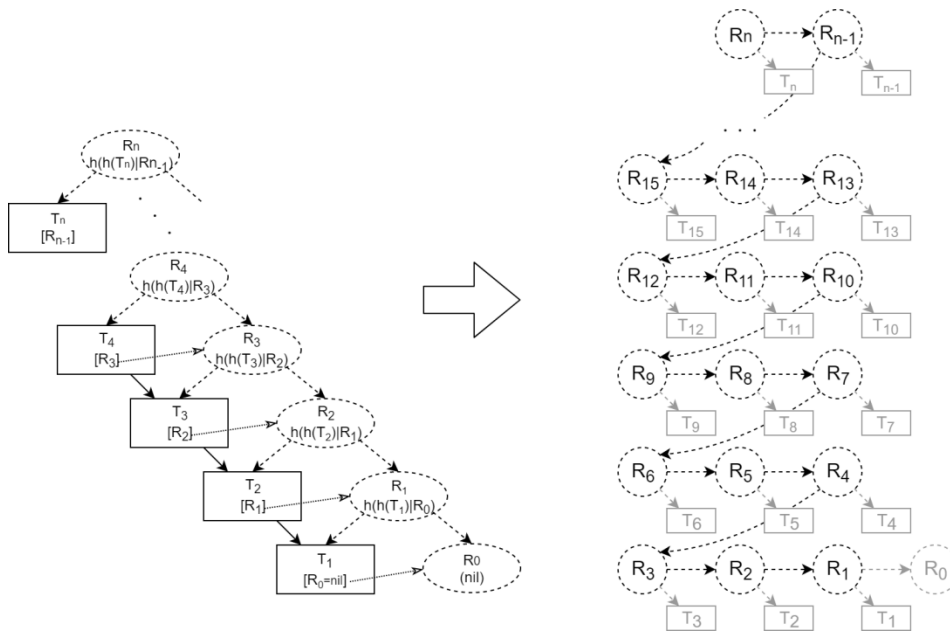 Rn
h(h(Tn)|Rn-1)
Tn
[Rn-1]
. . .
R4
h(h(T4)|R3)
T4
[R3]
R3
h(h(T3)|R2)
T3
[R2]
R2
h(h(T2)|R1)
T2
[R1]
R1
h(h(T1)|R0)
T1
[R0=nil]
R0
(nil)
Rn Rn-1
Tn Tn-1
. . .
R15 R14 R13
T15 T14 T13
R12 R11 R10
T12 T11 T10
R9 R8 R7
T9 T8 T7
R6 R5 R4
T6 T5 T4
R3 R2 R1 R0
T3 T2 T1